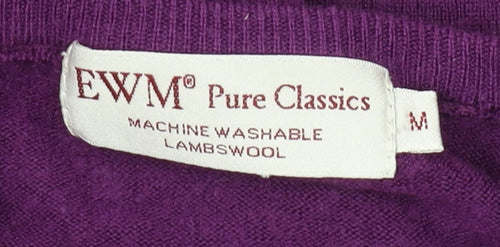 EWM® Pure Classics
MACHINE WASHABLE
LAMBSWOOL
M